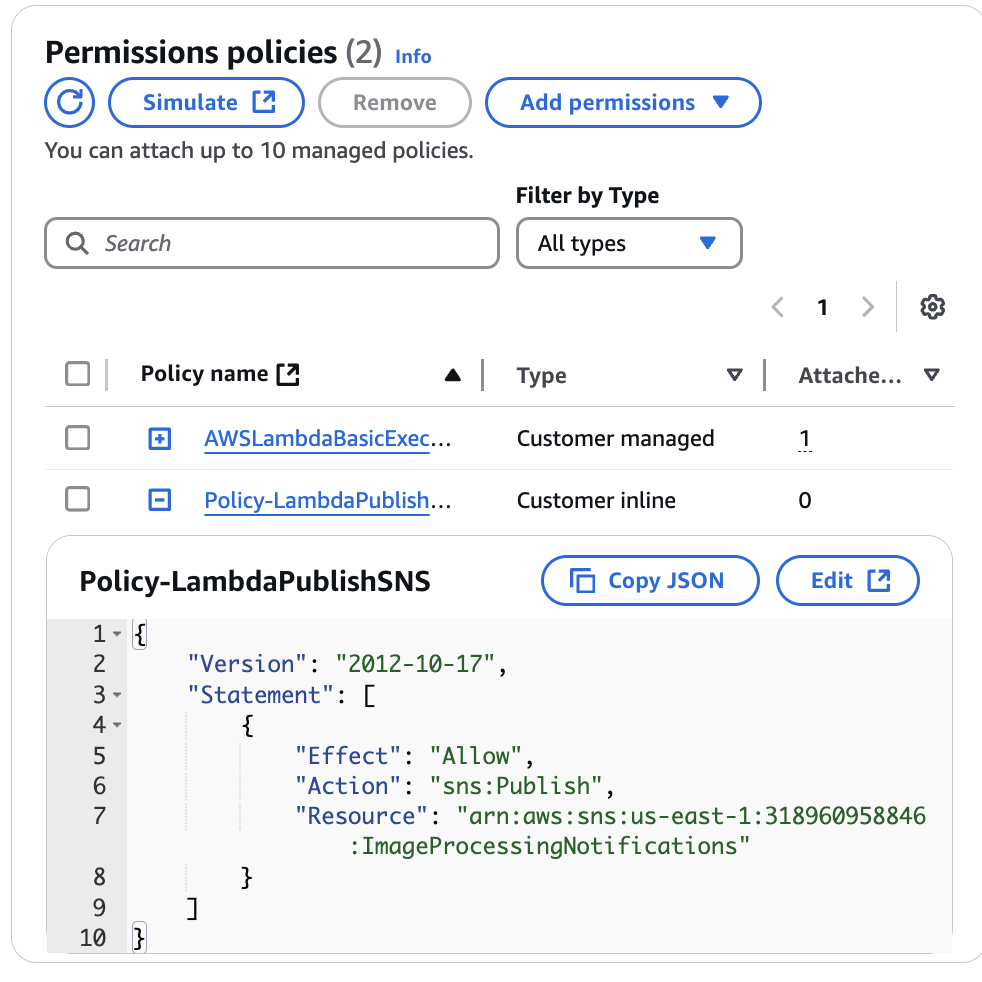 Permissions policies (2) Info
Simulate Remove Add permissions
You can attach up to 10 managed policies.
Filter by Type
Search All types
1
Policy name Type Attache...
AWSLambdaBasicExec... Customer managed 1
Policy-LambdaPublish... Customer inline 0
Policy-LambdaPublishSNS Copy JSON Edit
1 {
2 "Version": "2012-10-17",
3 "Statement": [
4 {
5 "Effect": "Allow",
6 "Action": "sns:Publish",
7 "Resource": "arn:aws:sns:us-east-1:318960958846
:ImageProcessingNotifications"
8 }
9 ]
10 }